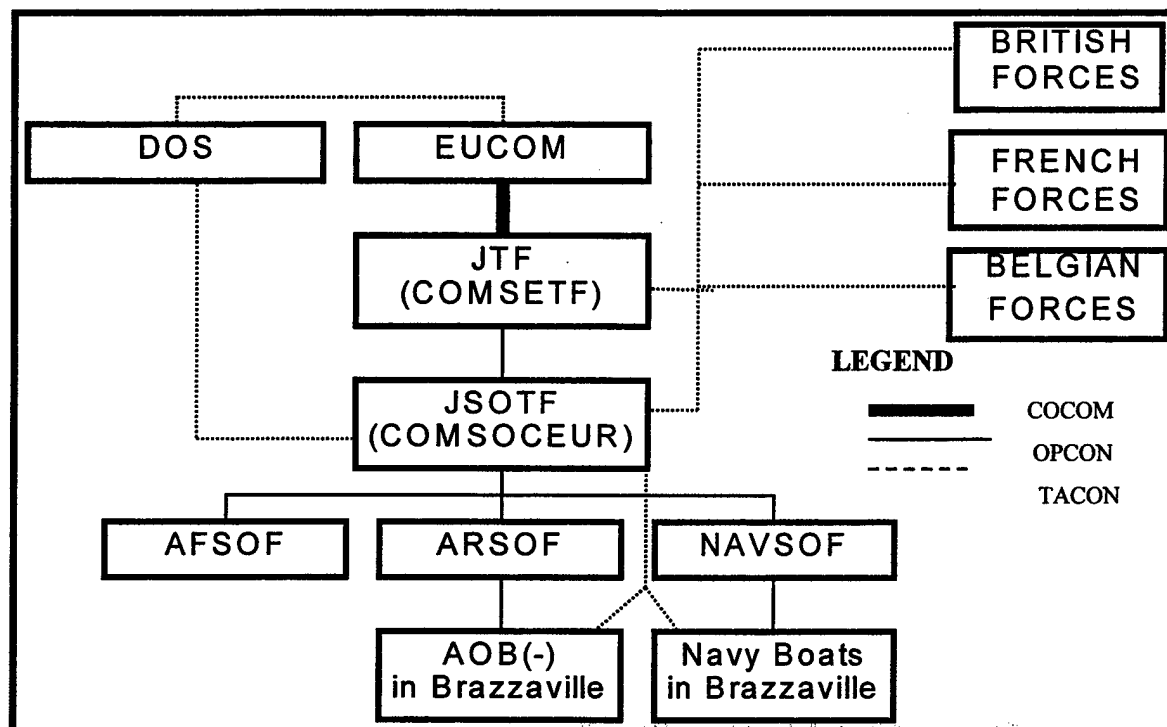 BRITISH
FORCES
DOS
EUCOM
FRENCH
FORCES
JTF
(COMSETF)
BELGIAN
FORCES
LEGEND
COCOM
OPCON
TACON
JSOTF
(COMSOCEUR)
AFSOF
ARSOF
NAVSOF
AOB(-)
in Brazzaville
Navy Boats
in Brazzaville